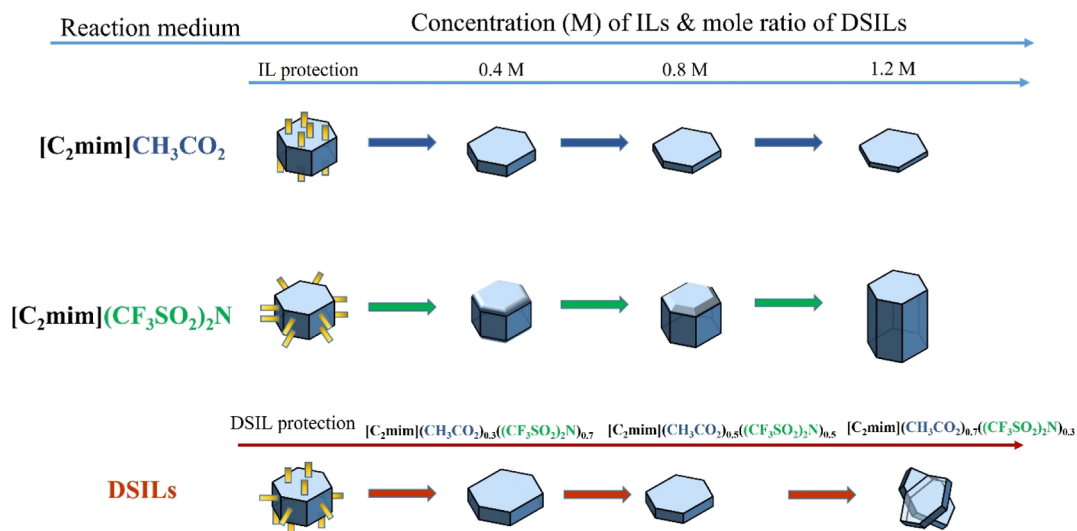 Reaction medium
Concentration (M) of ILs & mole ratio of DSILs
IL protection 0.4 M 0.8 M 1.2 M
[C₂mim]CH₃CO₂
[C₂mim](CF₃SO₂)₂N
DSIL protection [C₂mim](CH₃CO₂)₀.₃((CF₃SO₂)₂N)₀.₇ [C₂mim](CH₃CO₂)₀.₅((CF₃SO₂)₂N)₀.₅ [C₂mim](CH₃CO₂)₀.₇((CF₃SO₂)₂N)₀.₃
DSILs